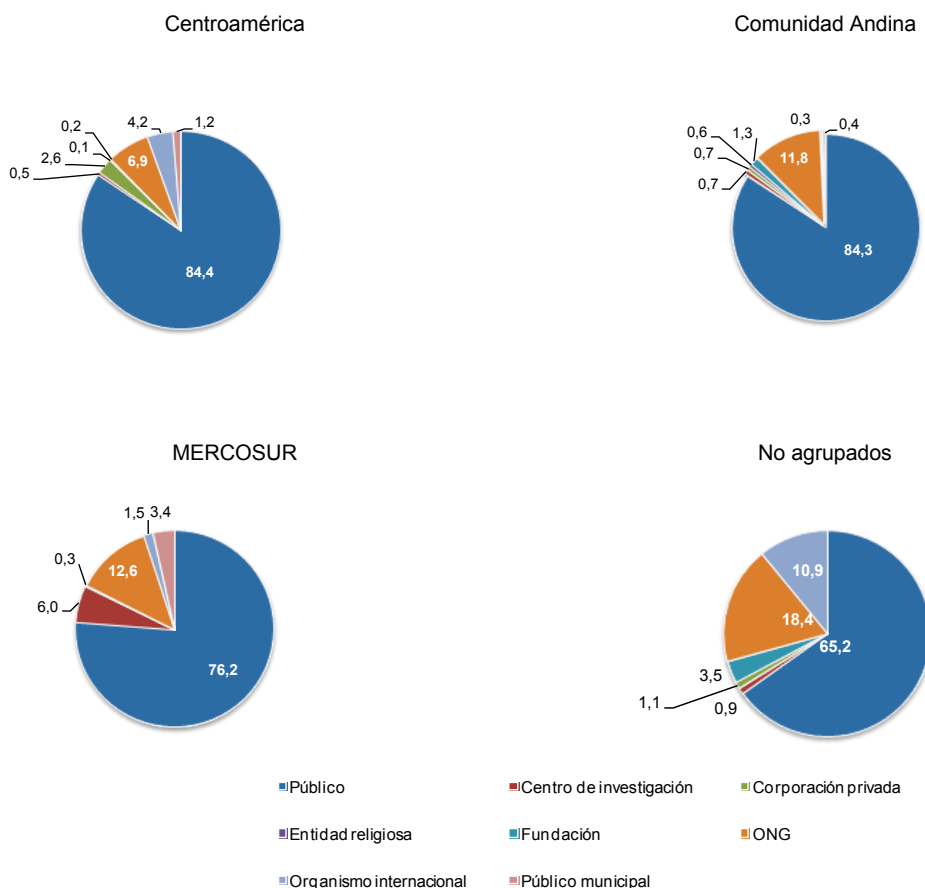 Centroamérica
Comunidad Andina
0,5
2,6
0,1
0,2
6,9
4,2
1,2
84,4
0,7
0,7
0,6
1,3
11,8
0,3
0,4
84,3
MERCOSUR
No agrupados
6,0
0,3
12,6
1,5
3,4
76,2
1,1
0,9
3,5
18,4
10,9
65,2
Público
Centro de investigación
Corporación privada
Entidad religiosa
Fundación
ONG
Organismo internacional
Público municipal